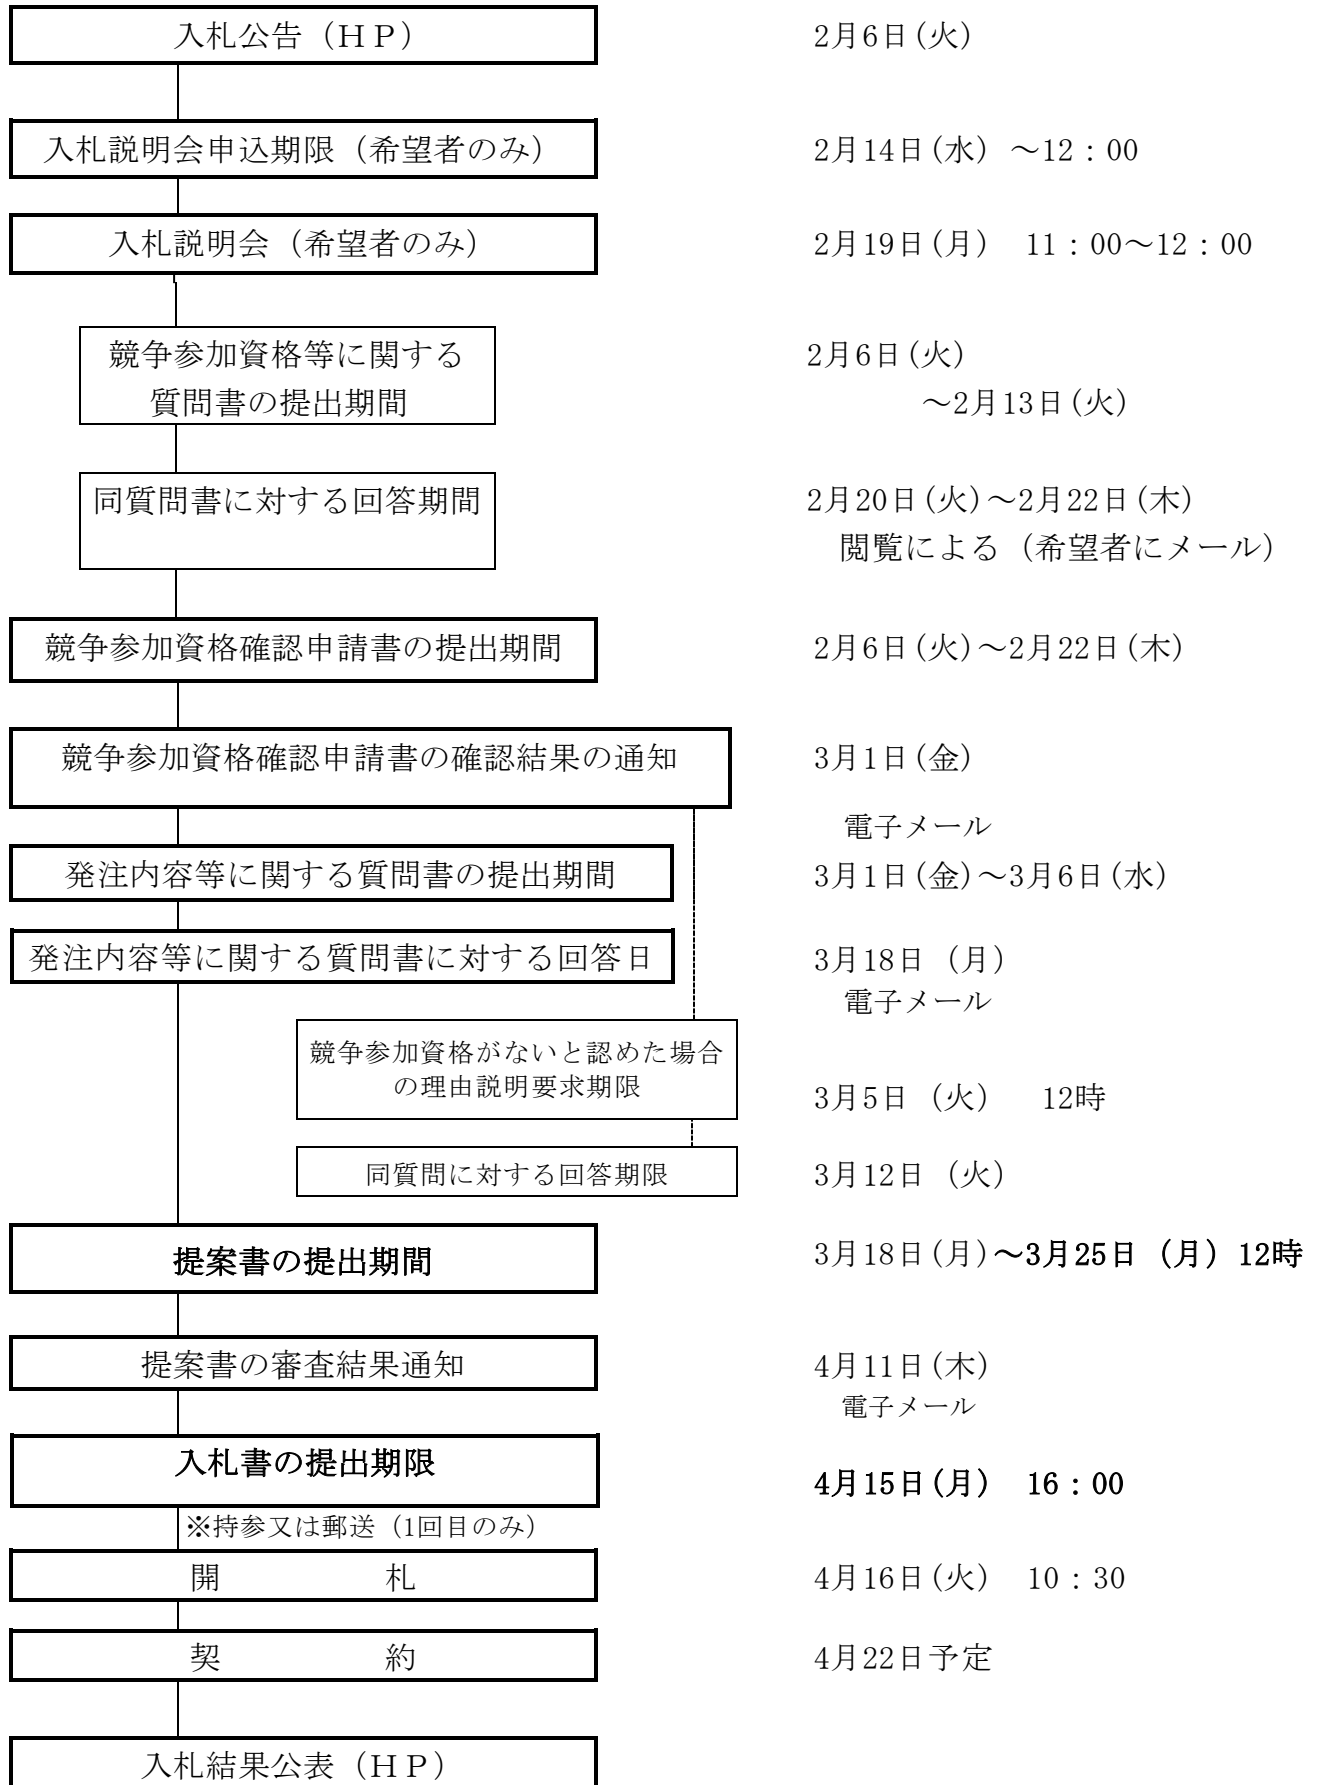 入札公告（ＨＰ）
2月6日(火)
入札説明会申込期限（希望者のみ）
2月14日(水) ～12：00
入札説明会（希望者のみ）
2月19日(月)　11：00～12：00
競争参加資格等に関する
質問書の提出期間
2月6日(火)
～2月13日(火)
同質問書に対する回答期間
2月20日(火)～2月22日(木)
閲覧による（希望者にメール）
競争参加資格確認申請書の提出期間
2月6日(火)～2月22日(木)
競争参加資格確認申請書の確認結果の通知
3月1日(金)
電子メール
発注内容等に関する質問書の提出期間
3月1日(金)～3月6日(水)
発注内容等に関する質問書に対する回答日
3月18日（月）
電子メール
競争参加資格がないと認めた場合
の理由説明要求期限
3月5日（火）　12時
同質問に対する回答期限
3月12日（火）
提案書の提出期間
3月18日(月)～3月25日（月）12時
提案書の審査結果通知
4月11日(木)
電子メール
入札書の提出期限
4月15日(月)　16：00
※持参又は郵送（1回目のみ）
開　　　　　札
4月16日(火)　10：30
契　　　　　約
4月22日予定
入札結果公表（ＨＰ）